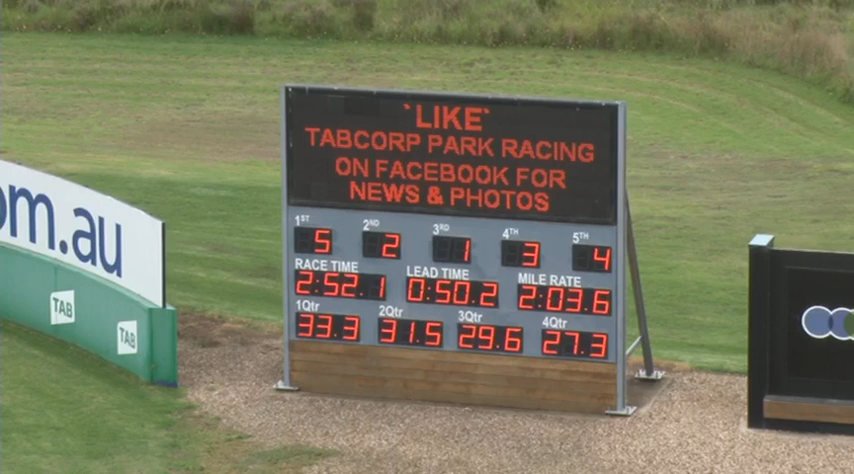 `LIKE`
TABCORP PARK RACING
ON FACEBOOK FOR
NEWS & PHOTOS
1ST 2ND 3RD 4TH 5TH
5 2 1 3 4
RACE TIME LEAD TIME MILE RATE
2:52.1 0:50.2 2:03.6
1Qtr 2Qtr 3Qtr 4Qtr
33.3 31.5 29.6 27.3
om.au
TAB
TAB